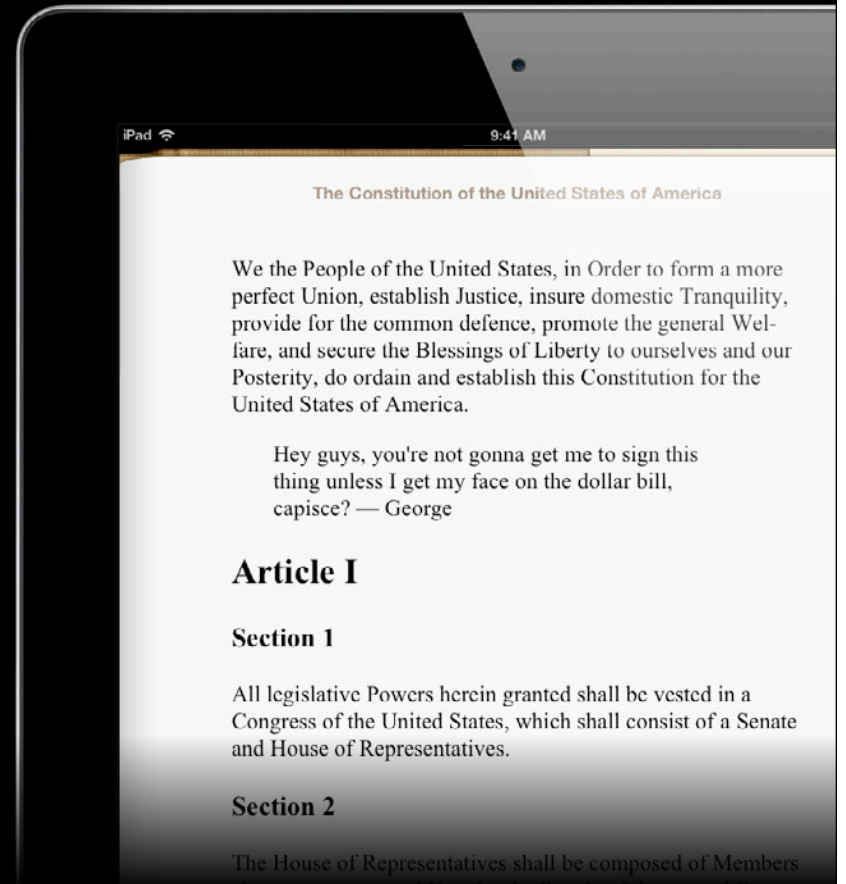 iPad
9:41 AM
The Constitution of the United States of America
We the People of the United States, in Order to form a more
perfect Union, establish Justice, insure domestic Tranquility,
provide for the common defence, promote the general Wel-
fare, and secure the Blessings of Liberty to ourselves and our
Posterity, do ordain and establish this Constitution for the
United States of America.
Hey guys, you're not gonna get me to sign this
thing unless I get my face on the dollar bill,
capisce? — George
Article I
Section 1
All legislative Powers herein granted shall be vested in a
Congress of the United States, which shall consist of a Senate
and House of Representatives.
Section 2
The House of Representatives shall be composed of Members